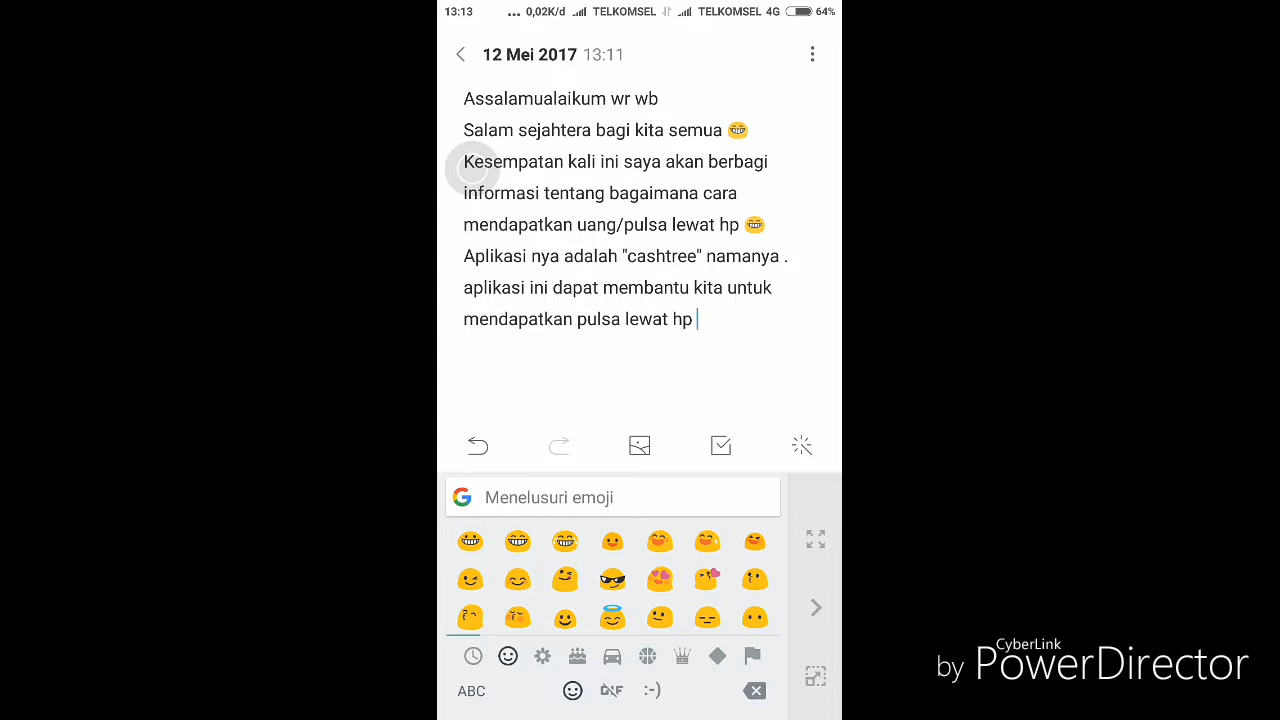 13:13 ... 0,02K/d TELKOMSEL TELKOMSEL 4G 64%
12 Mei 2017 13:11
Assalamualaikum wr wb
Salam sejahtera bagi kita semua 😁
Kesempatan kali ini saya akan berbagi
informasi tentang bagaimana cara
mendapatkan uang/pulsa lewat hp 😁
Aplikasi nya adalah "cashtree" namanya .
aplikasi ini dapat membantu kita untuk
mendapatkan pulsa lewat hp
G Menelusuri emoji
ABC GIF :-)
CyberLink
by PowerDirector